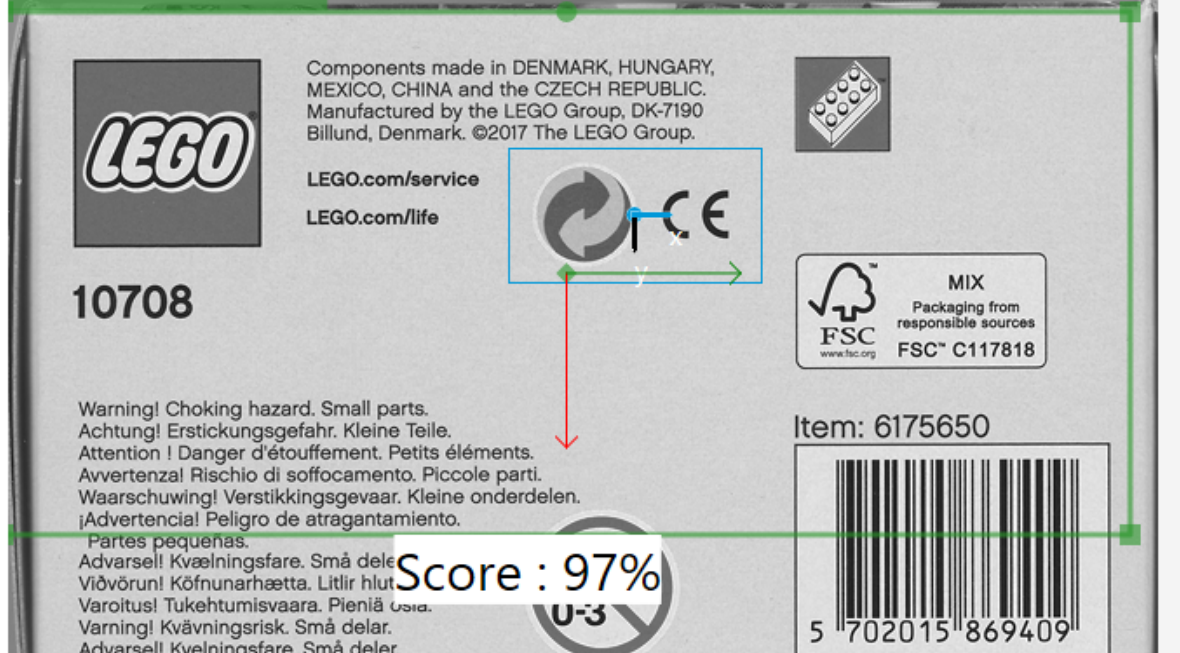 LEGO
Components made in DENMARK, HUNGARY,
MEXICO, CHINA and the CZECH REPUBLIC.
Manufactured by the LEGO Group, DK-7190
Billund, Denmark. ©2017 The LEGO Group.
LEGO.com/service
LEGO.com/life
CE
x
y
10708
FSC
www.fsc.org
MIX
Packaging from
responsible sources
FSC™ C117818
Warning! Choking hazard. Small parts.
Achtung! Erstickungsgefahr. Kleine Teile.
Attention ! Danger d'étouffement. Petits éléments.
Avvertenza! Rischio di soffocamento. Piccole parti.
Waarschuwing! Verstikkingsgevaar. Kleine onderdelen.
¡Advertencia! Peligro de atragantamiento.
Partes pequeñas.
Advarsel! Kvælningsfare. Små dele
Viðvörun! Köfnunarhætta. Litlir hlut
Varoitus! Tukehtumisvaara. Pieniä osia.
Varning! Kvävningsrisk. Små delar.
Advarsel! Kvelningsfare. Små deler
Score : 97%
0-3
Item: 6175650
5 702015 869409